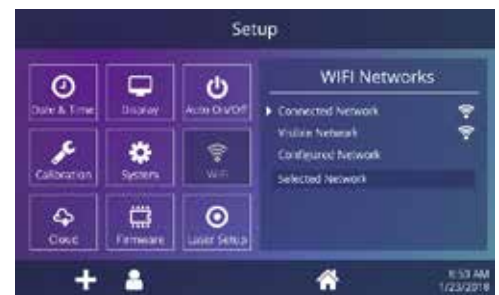 Setup
Date & Time
Display
Auto On/Off
Calibration
System
WiFi
Cloud
Firmware
Laser Setup
WIFI Networks
Connected Network
Visible Network
Configured Network
Selected Network
8:53 AM
1/23/2018